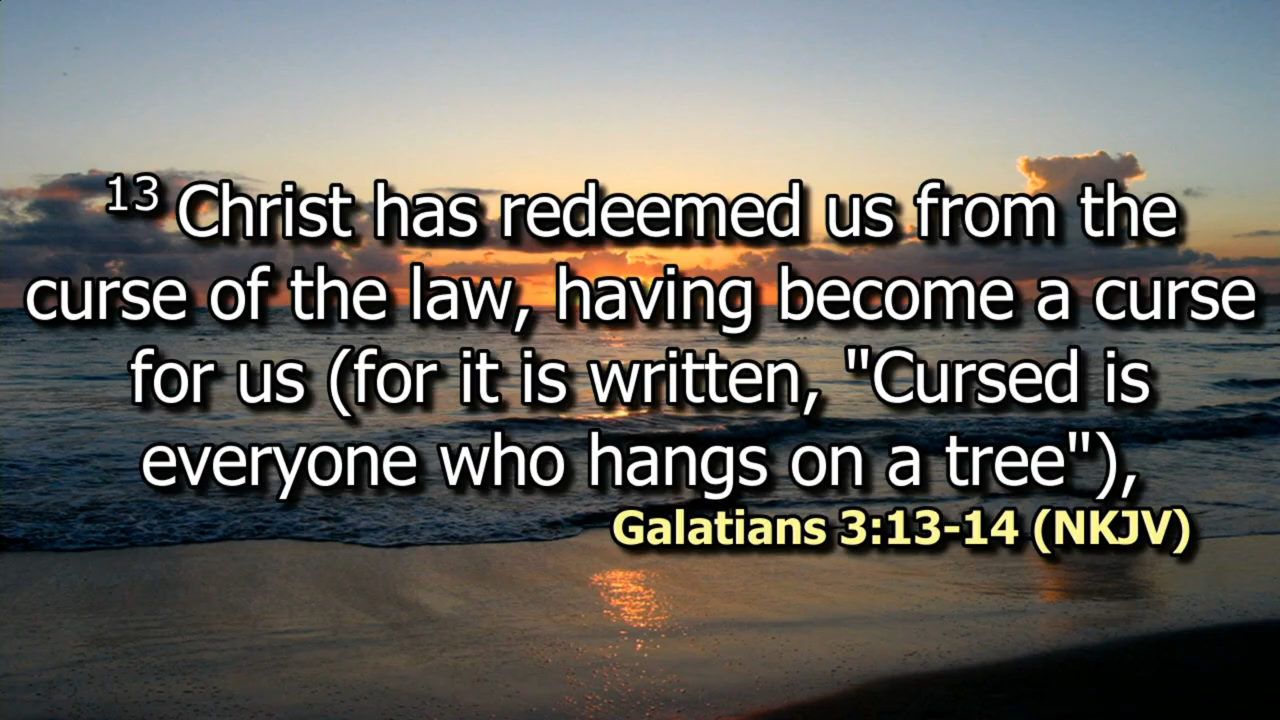 13 Christ has redeemed us from the
curse of the law, having become a curse
for us (for it is written, "Cursed is
everyone who hangs on a tree"),
Galatians 3:13-14 (NKJV)